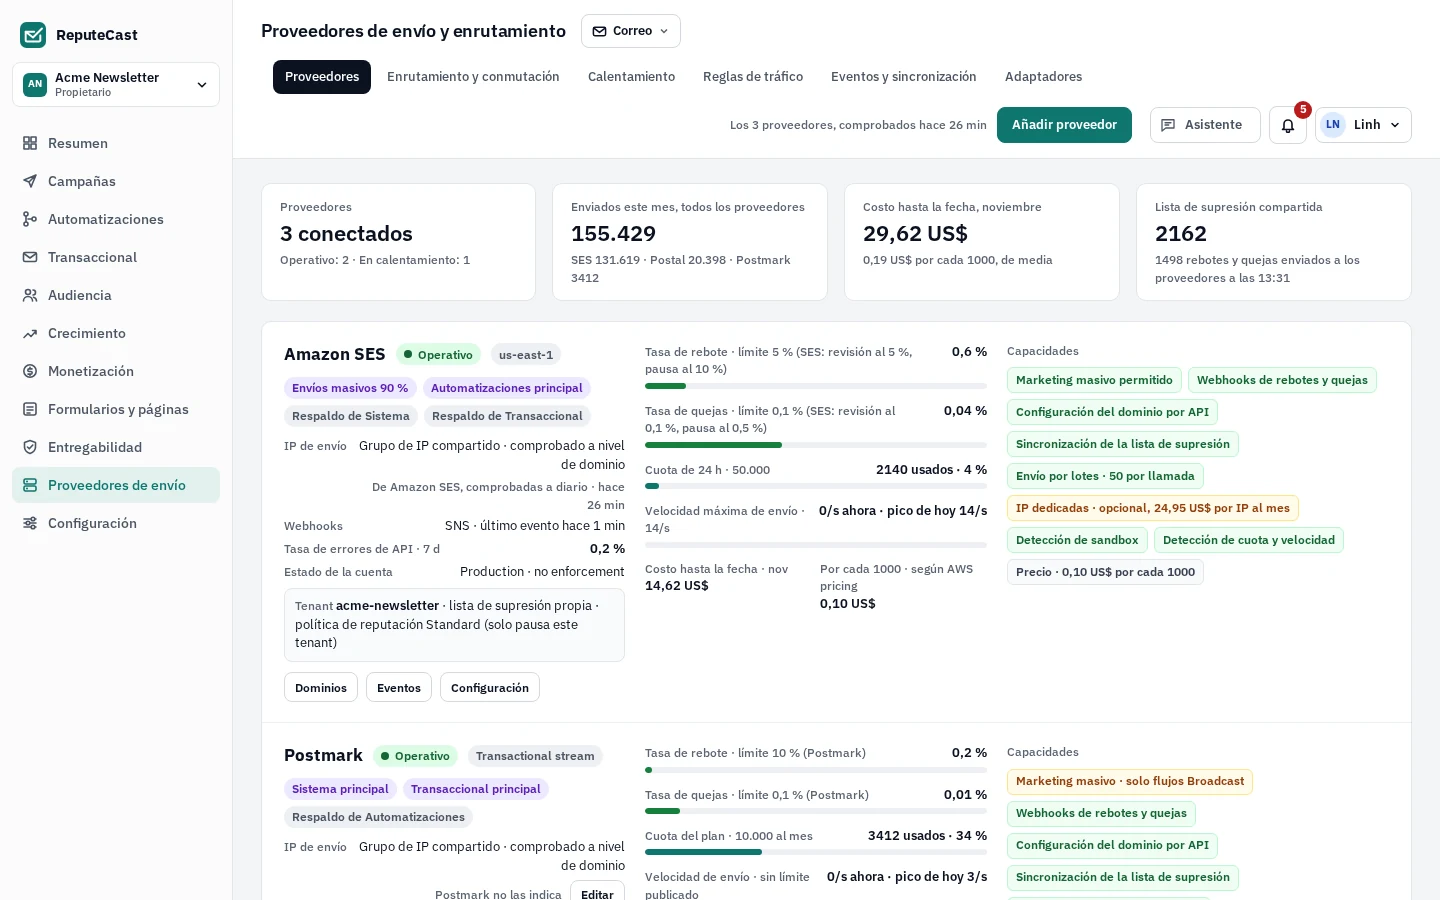 ReputeCast
AN
Acme Newsletter
Propietario
Resumen
Campañas
Automatizaciones
Transaccional
Audiencia
Crecimiento
Monetización
Formularios y páginas
Entregabilidad
Proveedores de envío
Configuración
Proveedores de envío y enrutamiento
Correo
Proveedores
Enrutamiento y conmutación
Calentamiento
Reglas de tráfico
Eventos y sincronización
Adaptadores
Los 3 proveedores, comprobados hace 26 min
Añadir proveedor
Asistente
5
LN
Linh
Proveedores
3 conectados
Operativo: 2 · En calentamiento: 1
Enviados este mes, todos los proveedores
155.429
SES 131.619 · Postal 20.398 · Postmark
3412
Costo hasta la fecha, noviembre
29,62 US$
0,19 US$ por cada 1000, de media
Lista de supresión compartida
2162
1498 rebotes y quejas enviados a los
proveedores a las 13:31
Amazon SES
Operativo
us-east-1
Envíos masivos 90 %
Automatizaciones principal
Respaldo de Sistema
Respaldo de Transaccional
IP de envío
Grupo de IP compartido · comprobado a nivel
de dominio
De Amazon SES, comprobadas a diario · hace
26 min
Webhooks
SNS · último evento hace 1 min
Tasa de errores de API · 7 d
0,2 %
Estado de la cuenta
Production · no enforcement
Tenant acme-newsletter · lista de supresión propia ·
política de reputación Standard (solo pausa este
tenant)
Dominios
Eventos
Configuración
Tasa de rebote · límite 5 % (SES: revisión al 5 %,
pausa al 10 %)
0,6 %
Tasa de quejas · límite 0,1 % (SES: revisión al
0,1 %, pausa al 0,5 %)
0,04 %
Cuota de 24 h · 50.000
2140 usados · 4 %
Velocidad máxima de envío ·
14/s
0/s ahora · pico de hoy 14/s
Costo hasta la fecha · nov
14,62 US$
Por cada 1000 · según AWS
pricing
0,10 US$
Capacidades
Marketing masivo permitido
Webhooks de rebotes y quejas
Configuración del dominio por API
Sincronización de la lista de supresión
Envío por lotes · 50 por llamada
IP dedicadas · opcional, 24,95 US$ por IP al mes
Detección de sandbox
Detección de cuota y velocidad
Precio · 0,10 US$ por cada 1000
Postmark
Operativo
Transactional stream
Sistema principal
Transaccional principal
Respaldo de Automatizaciones
IP de envío
Grupo de IP compartido · comprobado a nivel
de dominio
Postmark no las indica
Editar
Tasa de rebote · límite 10 % (Postmark)
0,2 %
Tasa de quejas · límite 0,1 % (Postmark)
0,01 %
Cuota del plan · 10.000 al mes
3412 usados · 34 %
Velocidad de envío · sin límite
publicado
0/s ahora · pico de hoy 3/s
Capacidades
Marketing masivo · solo flujos Broadcast
Webhooks de rebotes y quejas
Configuración del dominio por API
Sincronización de la lista de supresión